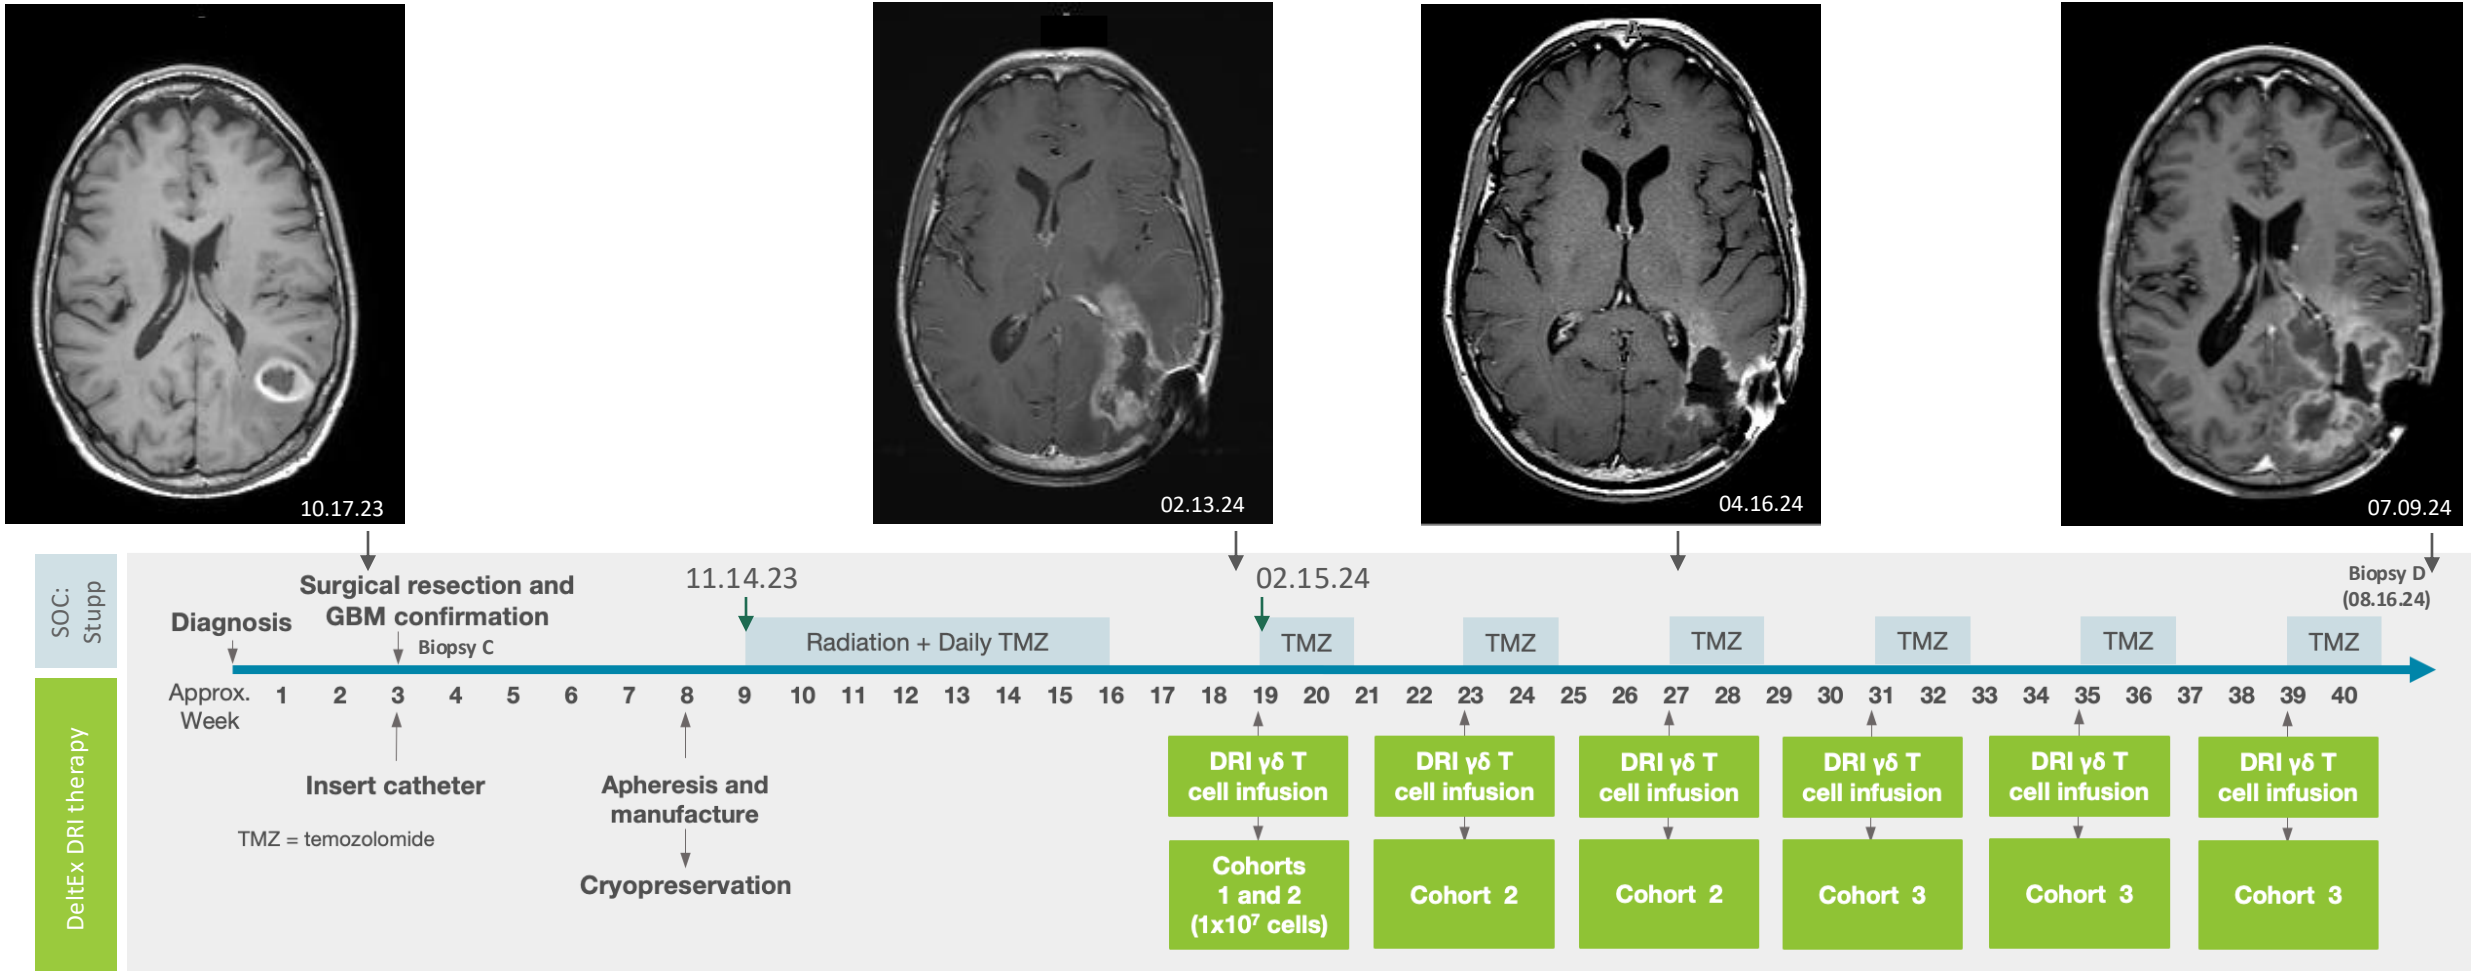 A
10.17.23
02.13.24
04.16.24
07.09.24
SOC:
Stupp
Diagnosis
Surgical resection and
GBM confirmation
Biopsy C
11.14.23
Radiation + Daily TMZ
02.15.24
TMZ
TMZ
TMZ
TMZ
TMZ
TMZ
Biopsy D
(08.16.24)
Approx.
Week
1 2 3 4 5 6 7 8 9 10 11 12 13 14 15 16 17 18 19 20 21 22 23 24 25 26 27 28 29 30 31 32 33 34 35 36 37 38 39 40
DeltEx DRI therapy
Insert catheter
TMZ = temozolomide
Apheresis and
manufacture
Cryopreservation
DRI γδ T
cell infusion
DRI γδ T
cell infusion
DRI γδ T
cell infusion
DRI γδ T
cell infusion
DRI γδ T
cell infusion
DRI γδ T
cell infusion
Cohorts
1 and 2
(1x10⁷ cells)
Cohort 2
Cohort 2
Cohort 3
Cohort 3
Cohort 3